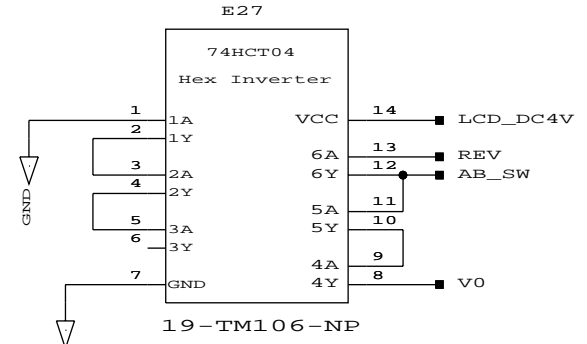 E27
74HCT04
Hex Inverter
1 1A VCC 14 LCD_DC4V
2 1Y
6A 13 REV
3 2A 6Y 12 AB_SW
4 2Y
5A 11
5 3A 5Y 10
6 3Y
4A 9
7 GND 4Y 8 V0
GND
19-TM106-NP